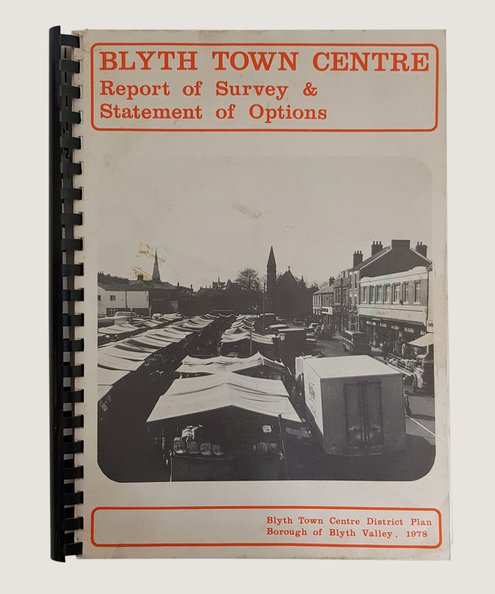 BLYTH TOWN CENTRE
Report of Survey &
Statement of Options
Blyth Town Centre District Plan
Borough of Blyth Valley, 1978